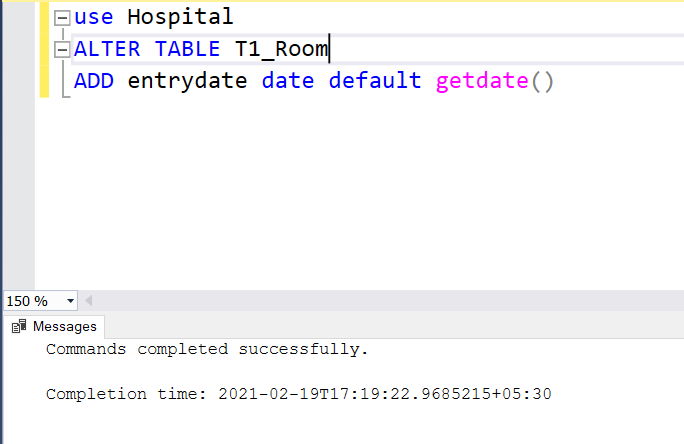 use Hospital
ALTER TABLE T1_Room
ADD entrydate date default getdate()
150 %
Messages
Commands completed successfully.
Completion time: 2021-02-19T17:19:22.9685215+05:30